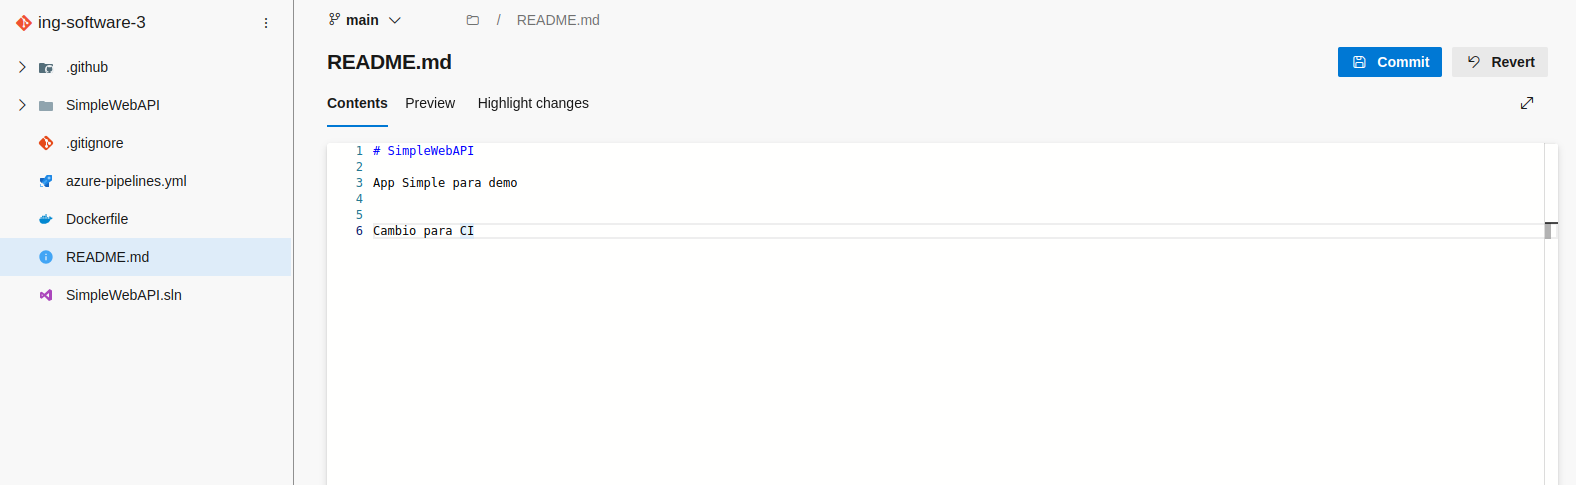 ing-software-3
.github
SimpleWebAPI
.gitignore
azure-pipelines.yml
Dockerfile
README.md
SimpleWebAPI.sln
main
/ README.md
README.md
Commit Revert
Contents Preview Highlight changes
1 # SimpleWebAPI
2
3 App Simple para demo
4
5
6 Cambio para CI